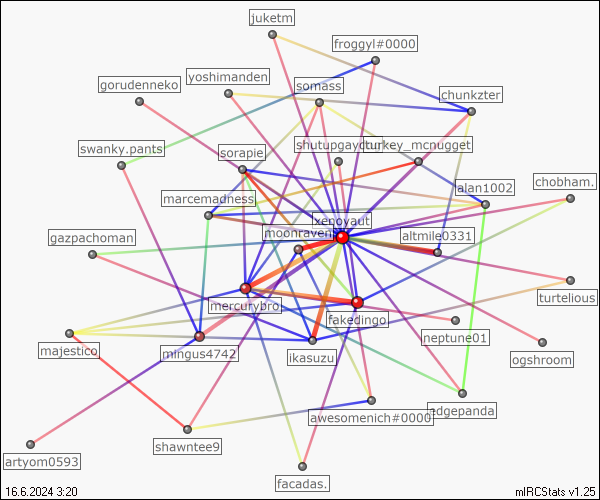 juketm
froggyl#0000
yoshimanden
gorudenneko
somass
chunkzter
swanky.pants
sorapie
shutupgay
turkey_mcnugget
alan1002
chobham.
marcemadness
xenoyaut
moonraven
altmile0331
gazpachoman
turtelious
mercurybro
fakedingo.
neptune01
majestico
mingus4742
ikasuzu
ogshroom
awesomenich#0000
edgepanda
shawntee9
artyom0593
facadas.
16.6.2024 3:20
mIRCStats v1.25